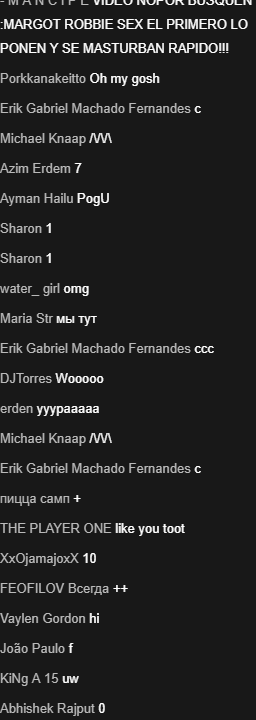 - M A N C Y P E VIDEO NOPOR BUSQUEN
:MARGOT ROBBIE SEX EL PRIMERO LO
PONEN Y SE MASTURBAN RAPIDO!!!
Porkkanakeitto Oh my gosh
Erik Gabriel Machado Fernandes c
Michael Knaap /\/\/\
Azim Erdem 7
Ayman Hailu PogU
Sharon 1
Sharon 1
water_ girl omg
Maria Str мы тут
Erik Gabriel Machado Fernandes ccc
DJTorres Wooooo
erden yyypaaaaa
Michael Knaap /\/\/\
Erik Gabriel Machado Fernandes c
пицца самп +
THE PLAYER ONE like you toot
XxOjamajoxX 10
FEOFILOV Всегда ++
Vaylen Gordon hi
João Paulo f
KiNg A 15 uw
Abhishek Rajput 0